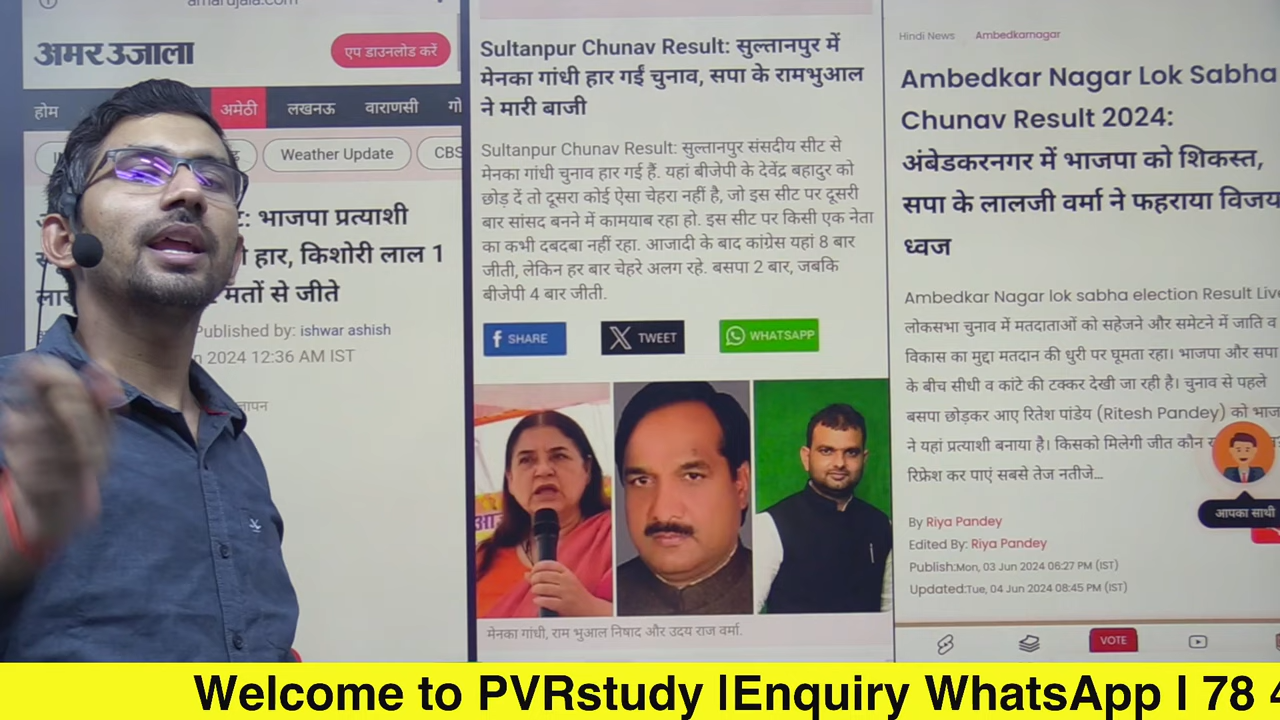 amarujala.com
अमर उजाला
एप डाउनलोड करें
होम
अमेठी
लखनऊ
वाराणसी
गो
Weather Update
CBS
: भाजपा प्रत्याशी
हार, किशोरी लाल 1
मतों से जीते
Published by: ishwar ashish
2024 12:36 AM IST
Sultanpur Chunav Result: सुल्तानपुर में
मेनका गांधी हार गईं चुनाव, सपा के रामभुआल
ने मारी बाजी
Sultanpur Chunav Result: सुल्तानपुर संसदीय सीट से
मेनका गांधी चुनाव हार गई हैं. यहां बीजेपी के देवेंद्र बहादुर को
छोड़ दें तो दूसरा कोई ऐसा चेहरा नहीं है, जो इस सीट पर दूसरी
बार सांसद बनने में कामयाब रहा हो. इस सीट पर किसी एक नेता
का कभी दबदबा नहीं रहा. आजादी के बाद कांग्रेस यहां 8 बार
जीती, लेकिन हर बार चेहरे अलग रहे. बसपा 2 बार, जबकि
बीजेपी 4 बार जीती.
SHARE
TWEET
WHATSAPP
मेनका गांधी, राम भुआल निषाद और उदय राज वर्मा.
Hindi News Ambedkarnagar
Ambedkar Nagar Lok Sabha
Chunav Result 2024:
अंबेडकरनगर में भाजपा को शिकस्त,
सपा के लालजी वर्मा ने फहराया विजय
ध्वज
Ambedkar Nagar lok sabha election Result Live
लोकसभा चुनाव में मतदाताओं को सहेजने और समेटने में जाति व
विकास का मुद्दा मतदान की धुरी पर घूमता रहा। भाजपा और सपा
के बीच सीधी व कांटे की टक्कर देखी जा रही है। चुनाव से पहले
बसपा छोड़कर आए रितेश पांडेय (Ritesh Pandey) को भाज
ने यहां प्रत्याशी बनाया है। किसको मिलेगी जीत कौन
रिफ्रेश कर पाएं सबसे तेज नतीजे...
आपका साथी
By Riya Pandey
Edited By: Riya Pandey
Publish:Mon, 03 Jun 2024 06:27 PM (IST)
Updated:Tue, 04 Jun 2024 08:45 PM (IST)
VOTE
Welcome to PVRstudy |Enquiry WhatsApp I 78 4